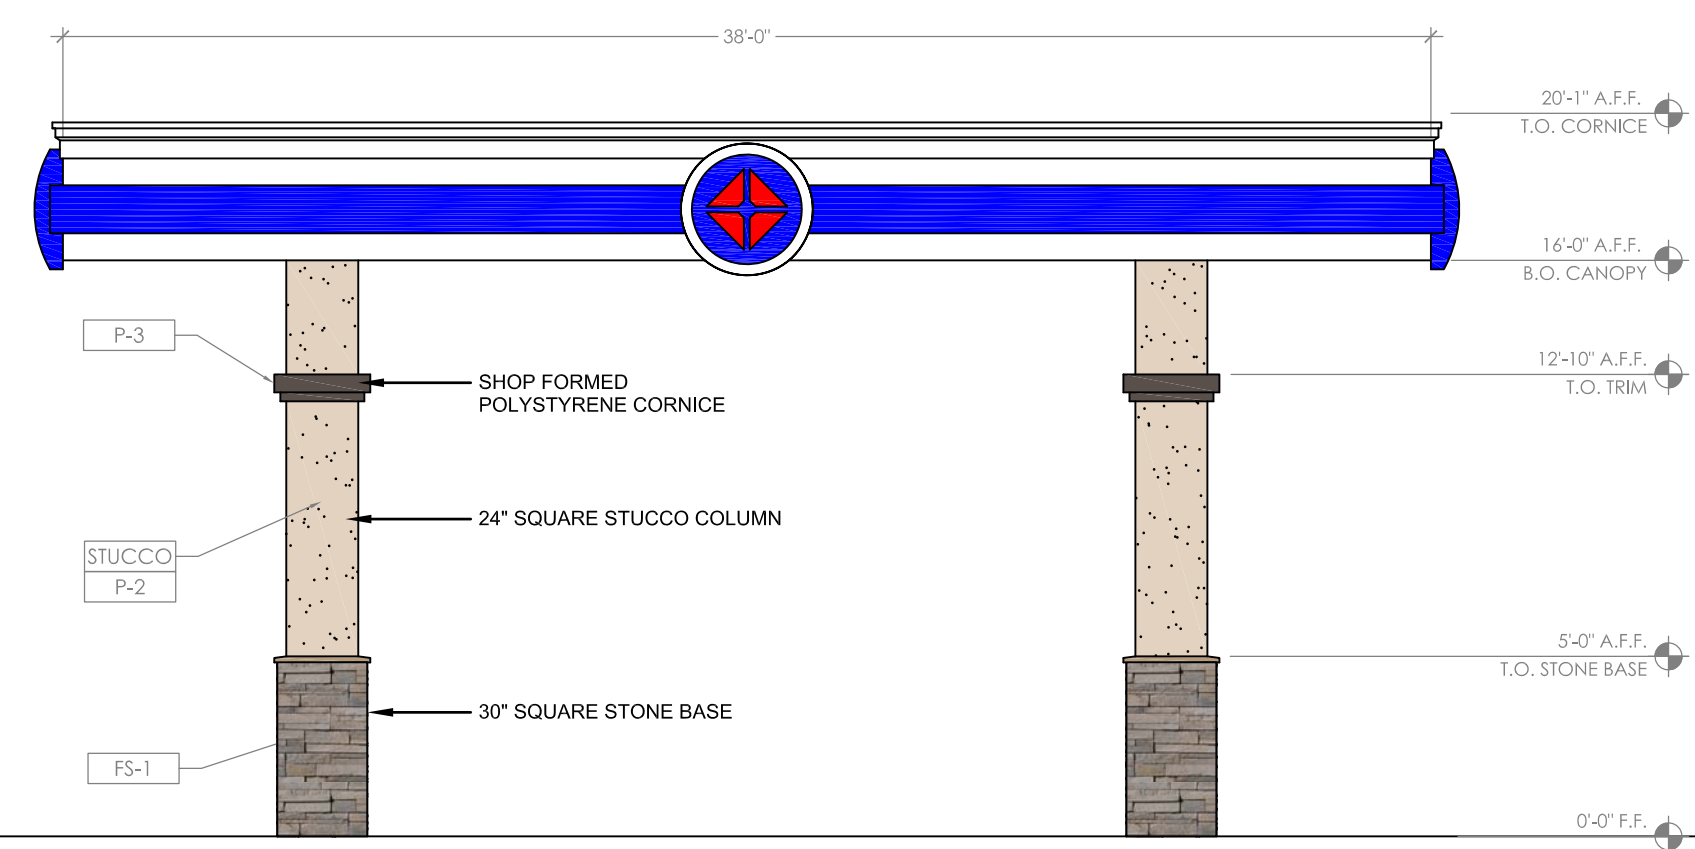 38'-0"
20'-1" A.F.F.
T.O. CORNICE
16'-0" A.F.F.
B.O. CANOPY
P-3
12'-10" A.F.F.
T.O. TRIM
SHOP FORMED
POLYSTYRENE CORNICE
24" SQUARE STUCCO COLUMN
STUCCO
P-2
5'-0" A.F.F.
T.O. STONE BASE
30" SQUARE STONE BASE
FS-1
0'-0" F.F.